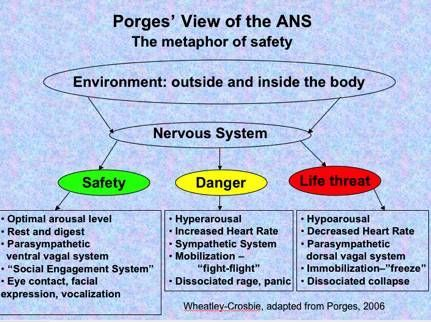 Porges' View of the ANS
The metaphor of safety
Environment: outside and inside the body
Nervous System
Safety
Danger
Life threat
• Optimal arousal level
• Rest and digest
• Parasympathetic
ventral vagal system
• “Social Engagement System”
• Eye contact, facial
expression, vocalization
• Hyperarousal
• Increased Heart Rate
• Sympathetic System
• Mobilization –
“fight-flight”
• Dissociated rage, panic
• Hypoarousal
• Decreased Heart Rate
• Parasympathetic
dorsal vagal system
• Immobilization–”freeze”
• Dissociated collapse
Wheatley-Crosbie, adapted from Porges, 2006